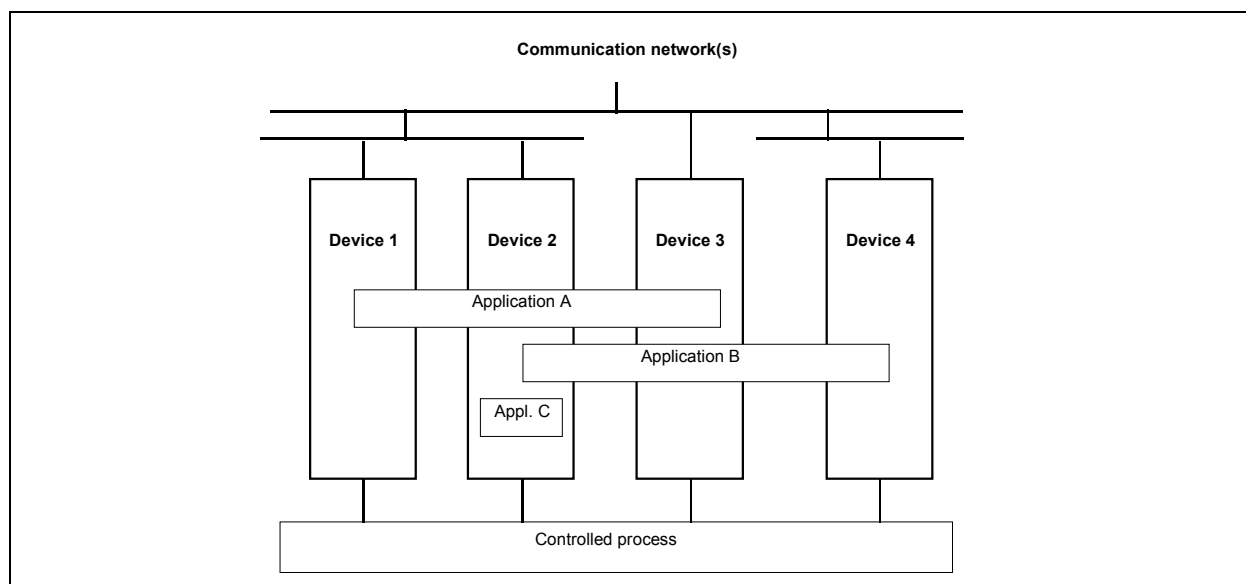 Communication network(s)
Device 1
Device 2
Device 3
Device 4
Application A
Application B
Appl. C
Controlled process